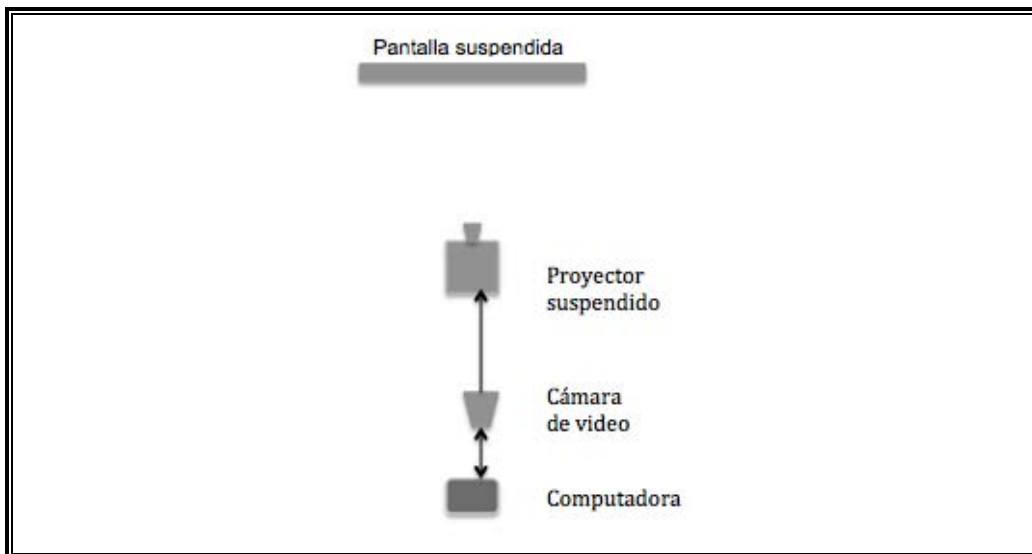 Pantalla suspendida
Proyector
suspendido
Cámara
de video
Computadora